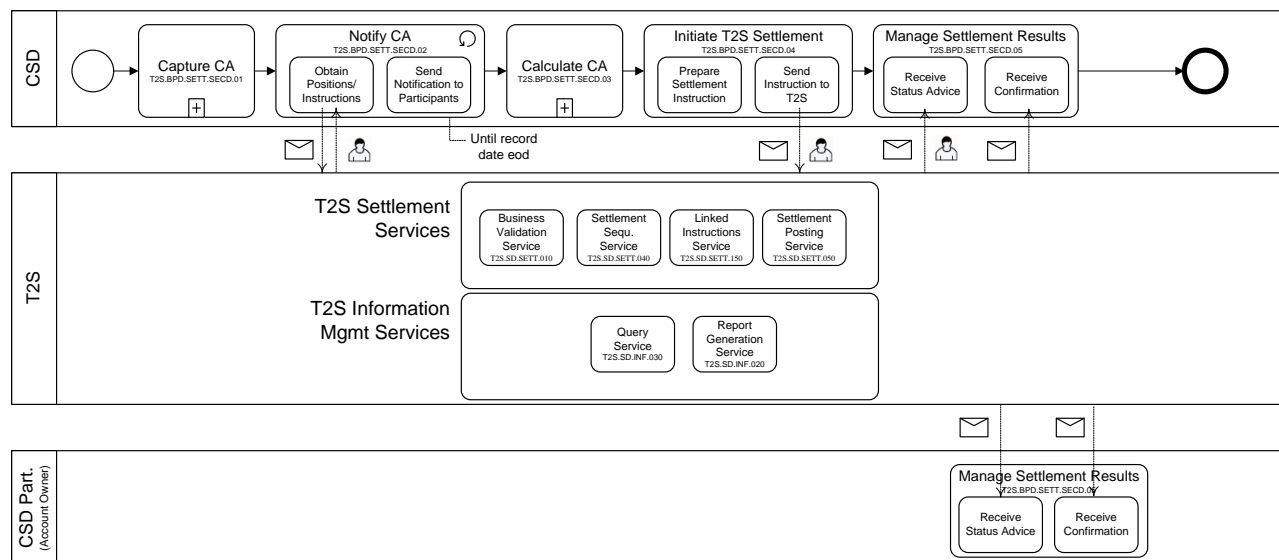 CSD
Capture CA
T2S.BPD.SETT.SECD.01
Notify CA
T2S.BPD.SETT.SECD.02
Obtain
Positions/
Instructions
Send
Notification to
Participants
Calculate CA
T2S.BPD.SETT.SECD.03
Initiate T2S Settlement
T2S.BPD.SETT.SECD.04
Prepare
Settlement
Instruction
Send
Instruction to
T2S
Manage Settlement Results
T2S.BPD.SETT.SECD.05
Receive
Status Advice
Receive
Confirmation
Until record
date eod
T2S
T2S Settlement
Services
Business
Validation
Service
T2S.SD.SETT.010
Settlement
Sequ.
Service
T2S.SD.SETT.040
Linked
Instructions
Service
T2S.SD.SETT.150
Settlement
Posting
Service
T2S.SD.SETT.050
T2S Information
Mgmt Services
Query
Service
T2S.SD.INF.030
Report
Generation
Service
T2S.SD.INF.020
CSD Part.
(Account Owner)
Manage Settlement Results
Receive
Status Advice
Receive
Confirmation